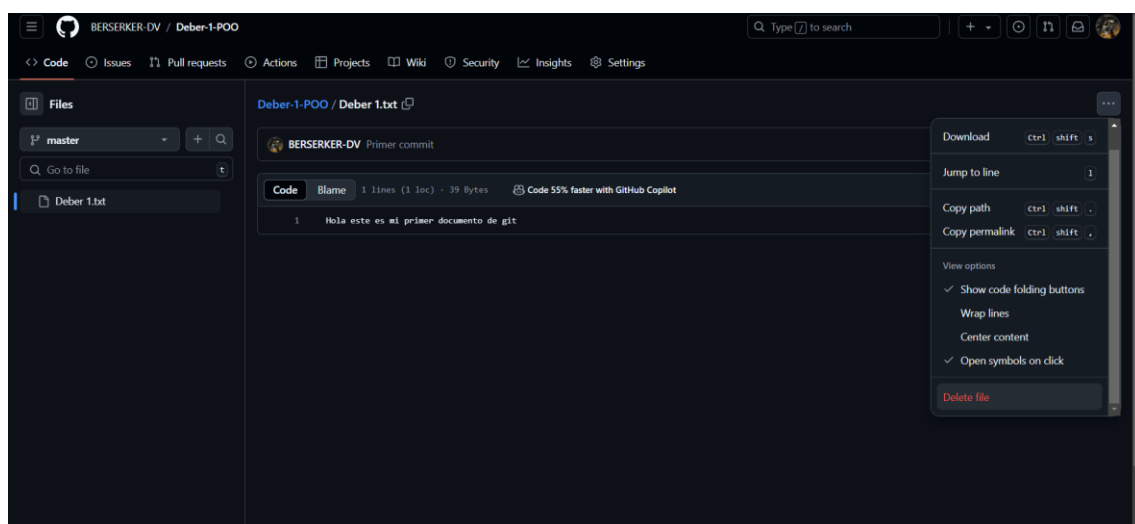 BERSERKER-DV / Deber-1-POO
Type / to search
Code Issues Pull requests Actions Projects Wiki Security Insights Settings
Files
master
Go to file t
Deber 1.txt
Deber-1-POO / Deber 1.txt
BERSERKER-DV Primer commit
Code Blame 1 lines (1 loc) · 39 Bytes Code 55% faster with GitHub Copilot
1 Hola este es mi primer documento de git
Download Ctrl shift s
Jump to line l
Copy path Ctrl shift .
Copy permalink Ctrl shift ,
View options
Show code folding buttons
Wrap lines
Center content
Open symbols on click
Delete file